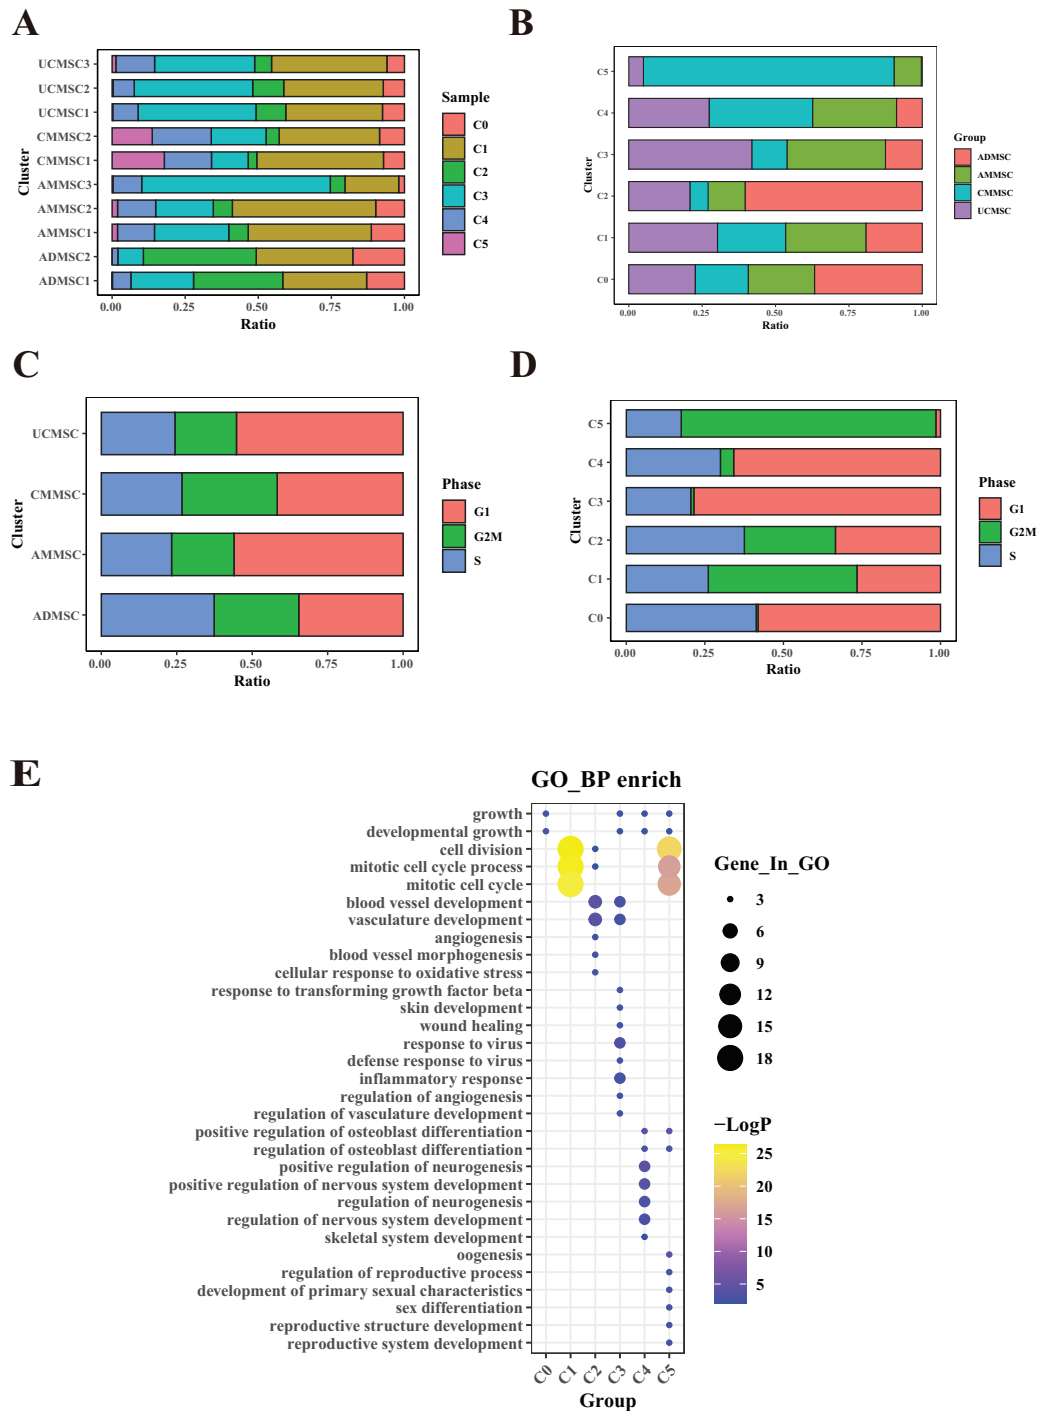 A
UCMSC3
UCMSC2
UCMSC1
CMMSC2
CMMSC1
AMMSC3
AMMSC2
AMMSC1
ADMSC2
ADMSC1
Cluster
0.00 0.25 0.50 0.75 1.00
Ratio
Sample
C0
C1
C2
C3
C4
C5
B
C5
C4
C3
C2
C1
C0
Cluster
0.00 0.25 0.50 0.75 1.00
Ratio
Group
ADMSC
AMMSC
CMMSC
UCMSC
C
UCMSC
CMMSC
AMMSC
ADMSC
Cluster
0.00 0.25 0.50 0.75 1.00
Ratio
Phase
G1
G2M
S
D
C5
C4
C3
C2
C1
C0
Cluster
0.00 0.25 0.50 0.75 1.00
Ratio
Phase
G1
G2M
S
E
GO_BP enrich
growth
developmental growth
cell division
mitotic cell cycle process
mitotic cell cycle
blood vessel development
vasculature development
angiogenesis
blood vessel morphogenesis
cellular response to oxidative stress
response to transforming growth factor beta
skin development
wound healing
response to virus
defense response to virus
inflammatory response
regulation of angiogenesis
regulation of vasculature development
positive regulation of osteoblast differentiation
regulation of osteoblast differentiation
positive regulation of neurogenesis
positive regulation of nervous system development
regulation of neurogenesis
regulation of nervous system development
skeletal system development
oogenesis
regulation of reproductive process
development of primary sexual characteristics
sex differentiation
reproductive structure development
reproductive system development
C0 C1 C2 C3 C4 C5
Group
Gene_In_GO
3
6
9
12
15
18
−LogP
25
20
15
10
5